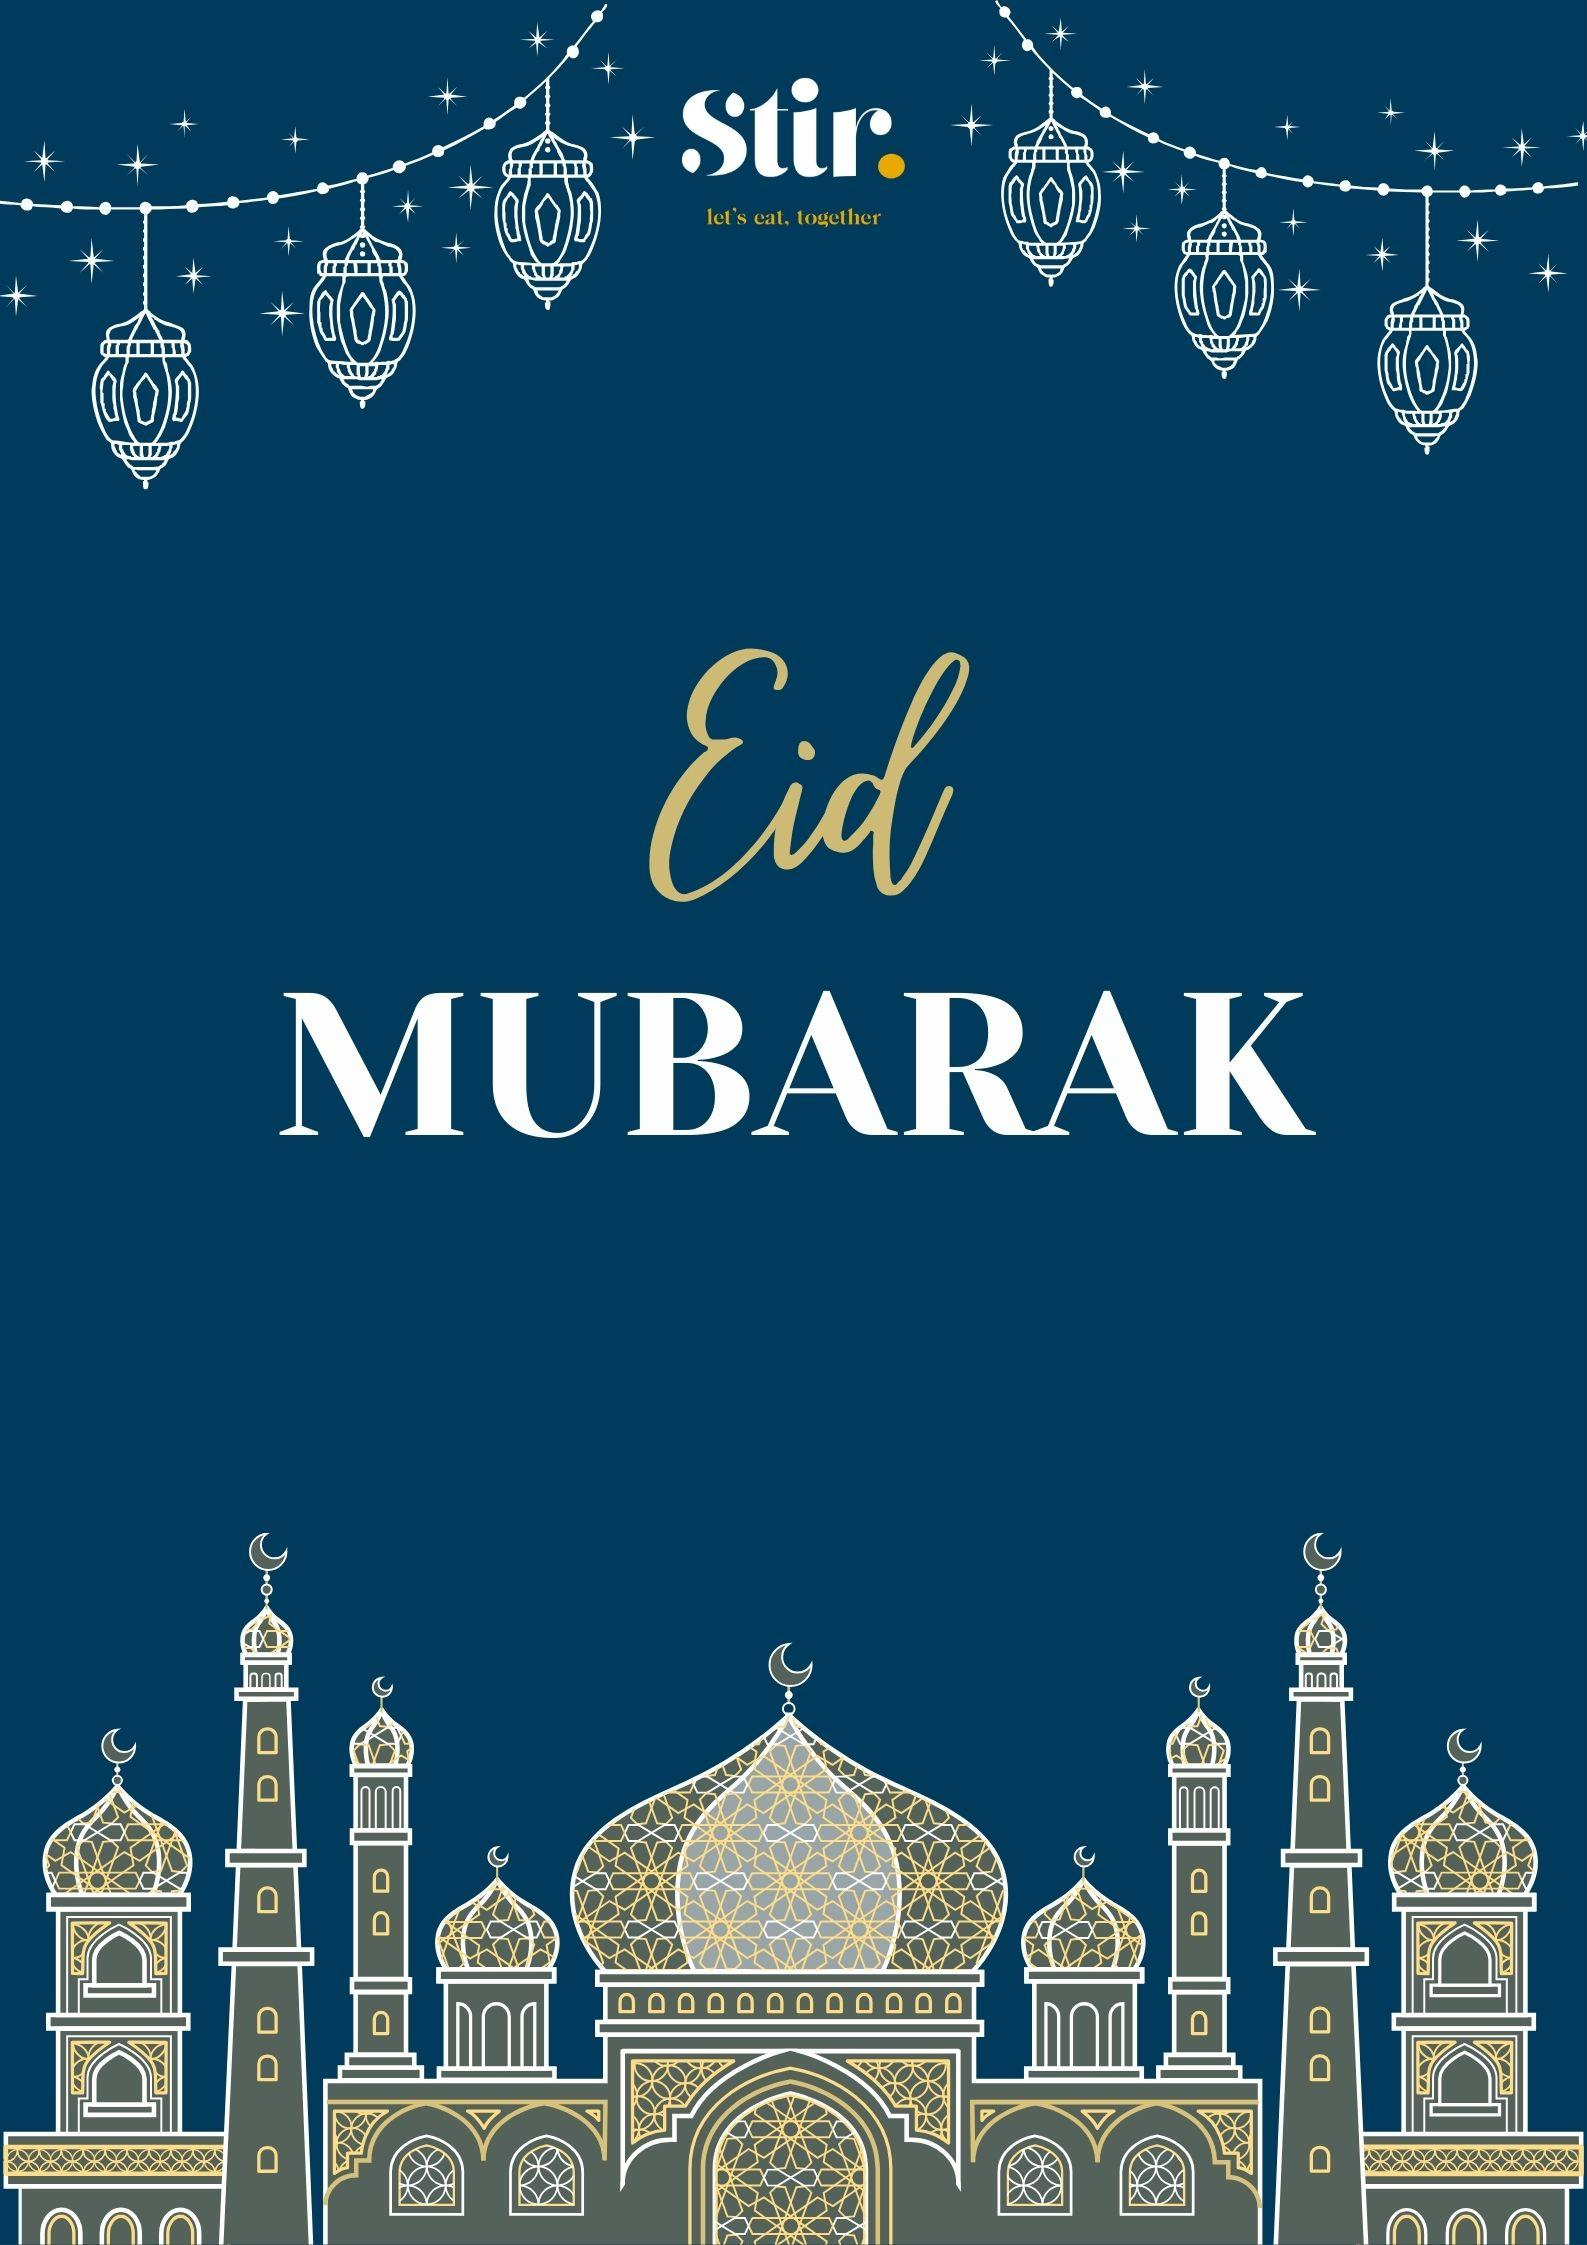 Stir.
let's eat, together
Eid
MUBARAK